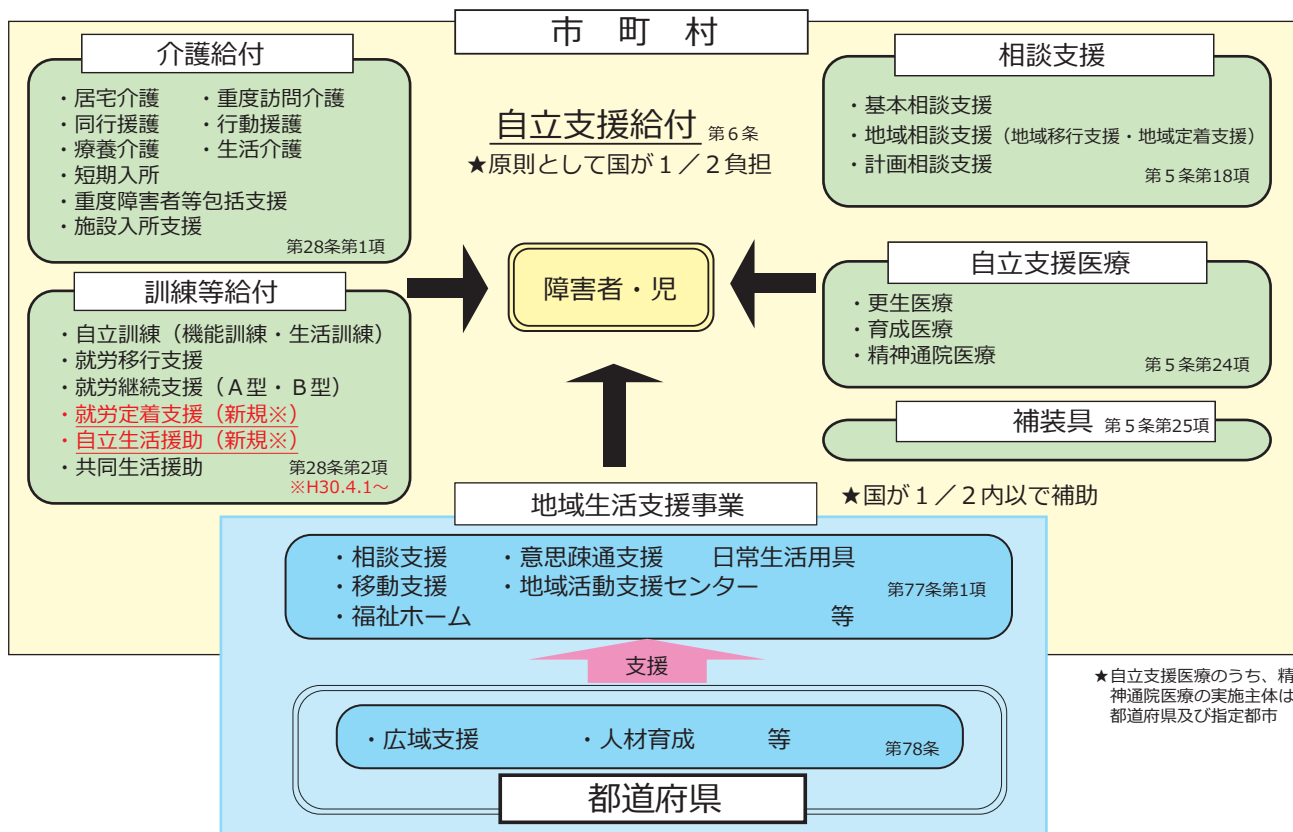 市 町 村
介護給付
・居宅介護 ・重度訪問介護
・同行援護 ・行動援護
・療養介護 ・生活介護
・短期入所
・重度障害者等包括支援
・施設入所支援
第28条第1項
訓練等給付
・自立訓練（機能訓練・生活訓練）
・就労移行支援
・就労継続支援（Ａ型・Ｂ型）
・就労定着支援（新規※）
・自立生活援助（新規※）
・共同生活援助 第28条第2項
※H30.4.1～
自立支援給付 第６条
★原則として国が１／２負担
障害者・児
相談支援
・基本相談支援
・地域相談支援（地域移行支援・地域定着支援）
・計画相談支援
第５条第18項
自立支援医療
・更生医療
・育成医療
・精神通院医療 第５条第24項
補装具 第５条第25項
地域生活支援事業
★国が１／２内以で補助
・相談支援 ・意思疎通支援 日常生活用具
・移動支援 ・地域活動支援センター 第77条第1項
・福祉ホーム 等
支援
★自立支援医療のうち、精
神通院医療の実施主体は
都道府県及び指定都市
・広域支援 ・人材育成 等 第78条
都道府県